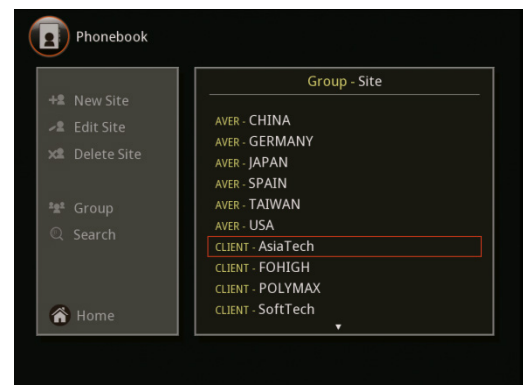 Phonebook
New Site
Edit Site
Delete Site
Group
Search
Home
Group - Site
AVER - CHINA
AVER - GERMANY
AVER - JAPAN
AVER - SPAIN
AVER - TAIWAN
AVER - USA
CLIENT - AsiaTech
CLIENT - FOHIGH
CLIENT - POLYMAX
CLIENT - SoftTech